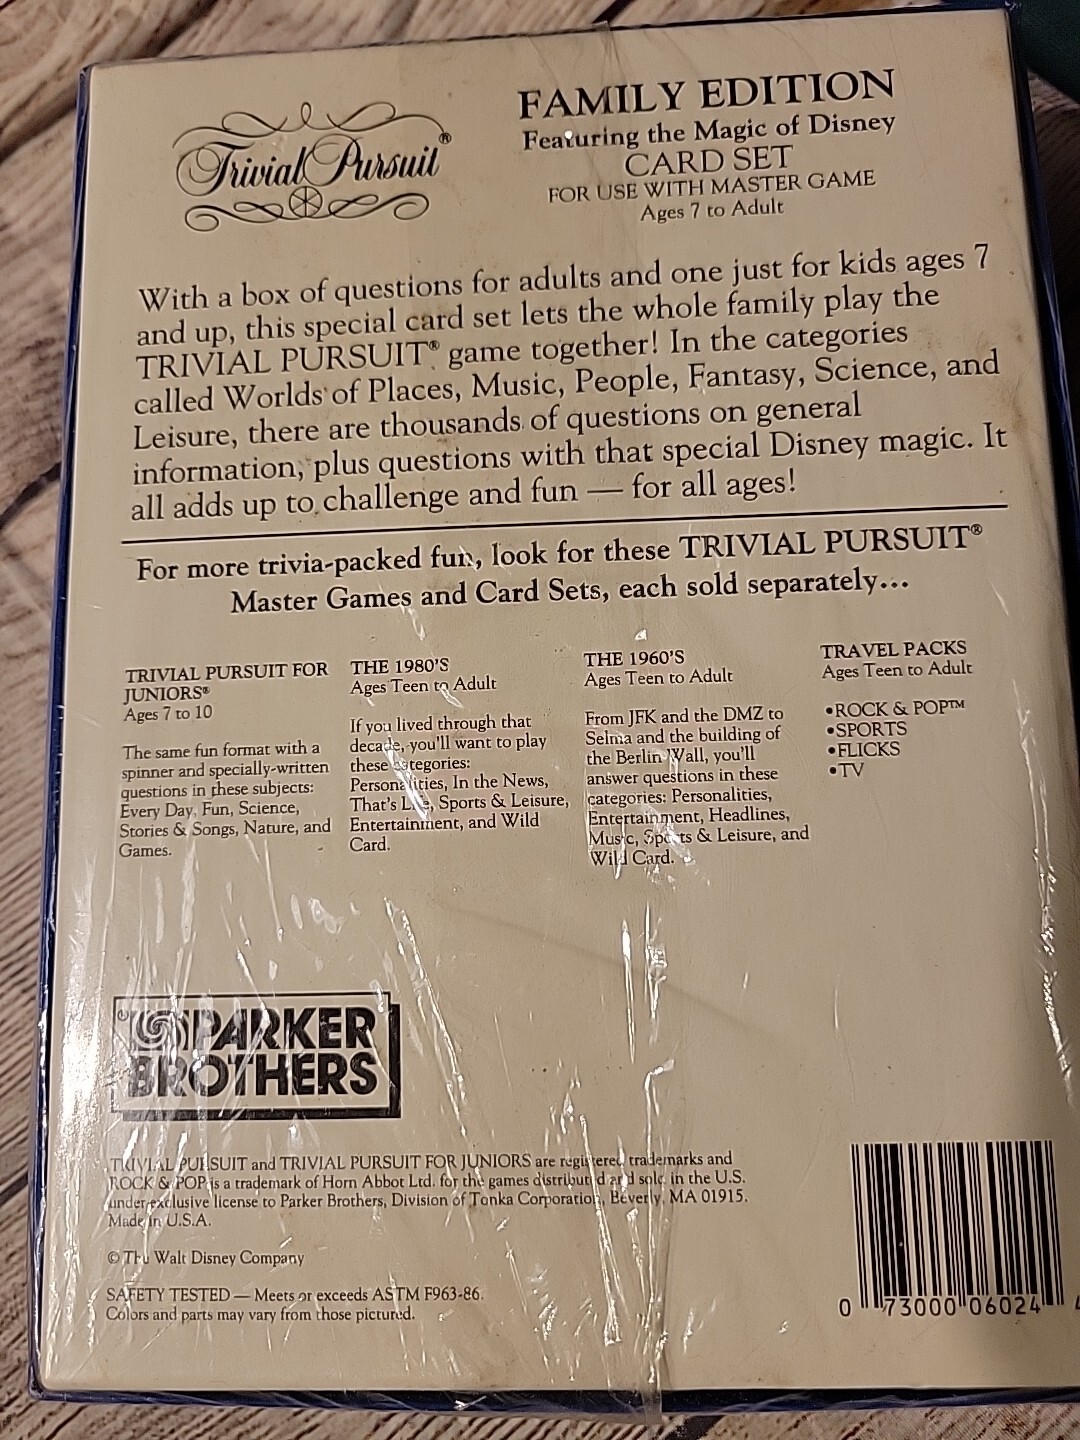 Trivial Pursuit®
FAMILY EDITION
Featuring the Magic of Disney
CARD SET
FOR USE WITH MASTER GAME
Ages 7 to Adult
With a box of questions for adults and one just for kids ages 7
and up, this special card set lets the whole family play the
TRIVIAL PURSUIT® game together! In the categories
called Worlds of Places, Music, People, Fantasy, Science, and
Leisure, there are thousands of questions on general
information, plus questions with that special Disney magic. It
all adds up to challenge and fun — for all ages!
For more trivia-packed fun, look for these TRIVIAL PURSUIT®
Master Games and Card Sets, each sold separately...
TRIVIAL PURSUIT FOR
JUNIORS®
Ages 7 to 10
The same fun format with a
spinner and specially-written
questions in these subjects:
Every Day, Fun, Science,
Stories & Songs, Nature, and
Games.
THE 1980'S
Ages Teen to Adult
If you lived through that
decade, you'll want to play
these categories:
Personalities, In the News,
That's Life, Sports & Leisure,
Entertainment, and Wild
Card.
THE 1960'S
Ages Teen to Adult
From JFK and the DMZ to
Selma and the building of
the Berlin Wall, you'll
answer questions in these
categories: Personalities,
Entertainment, Headlines,
Music, Sports & Leisure, and
Wild Card.
TRAVEL PACKS
Ages Teen to Adult
•ROCK & POP™
•SPORTS
•FLICKS
•TV
PARKER
BROTHERS
TRIVIAL PURSUIT and TRIVIAL PURSUIT FOR JUNIORS are registered trademarks and
ROCK & POP is a trademark of Horn Abbot Ltd. for the games distributed and sold in the U.S.
under exclusive license to Parker Brothers, Division of Tonka Corporation, Beverly, MA 01915.
Made in U.S.A.
© The Walt Disney Company
SAFETY TESTED — Meets or exceeds ASTM F963-86.
Colors and parts may vary from those pictured.
0 73000 06024 4